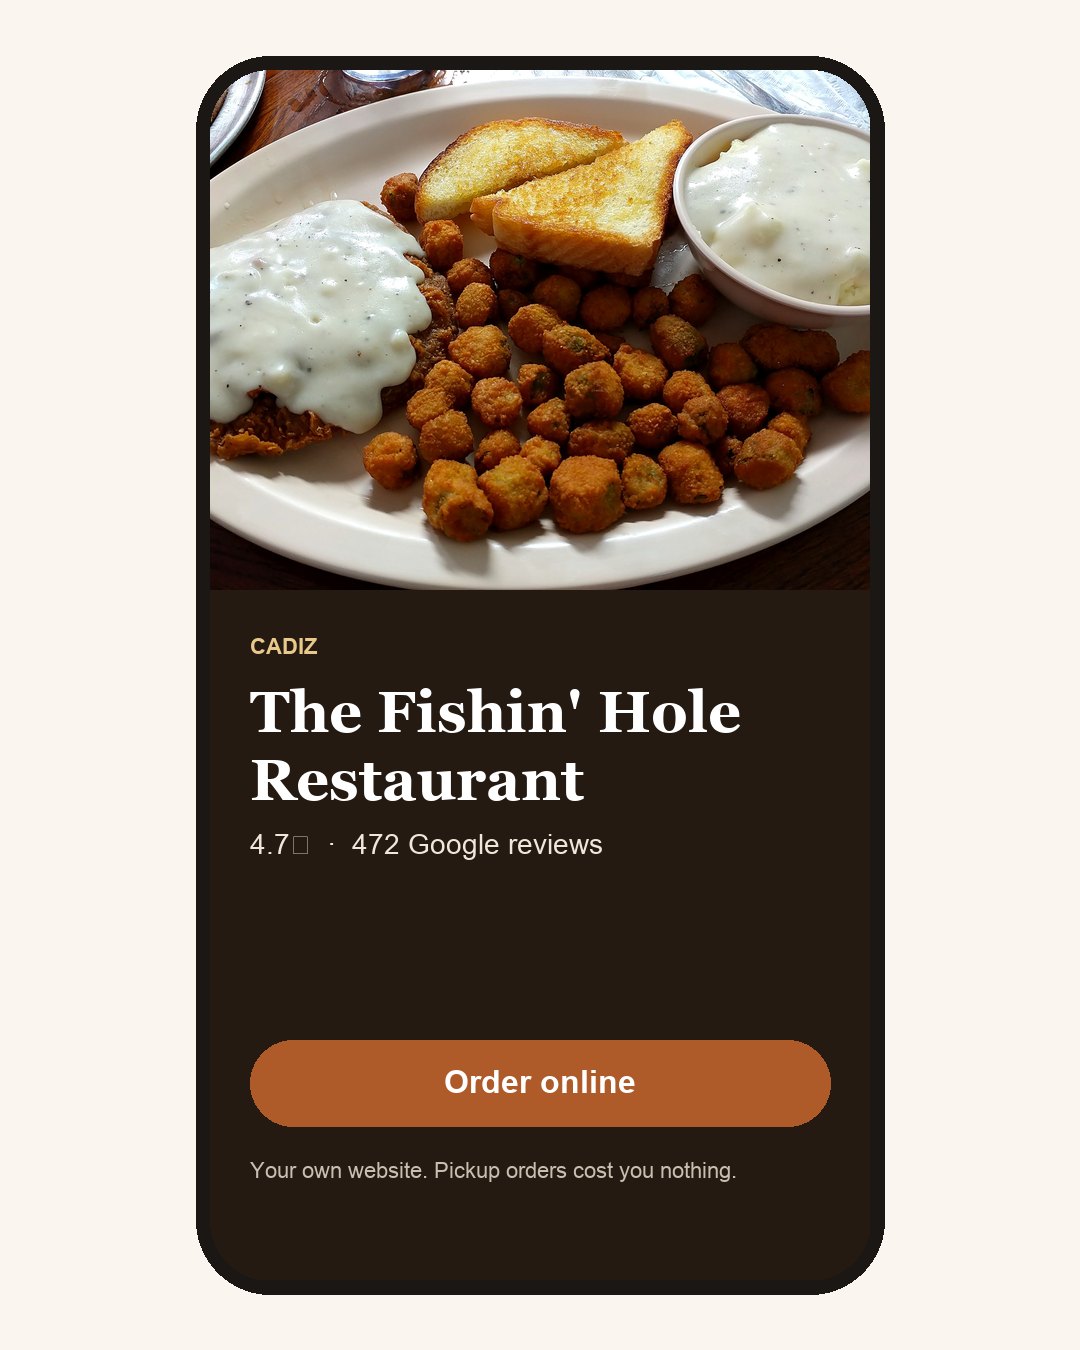 CADIZ
The Fishin' Hole
Restaurant
4.7□ · 472 Google reviews
Order online
Your own website. Pickup orders cost you nothing.